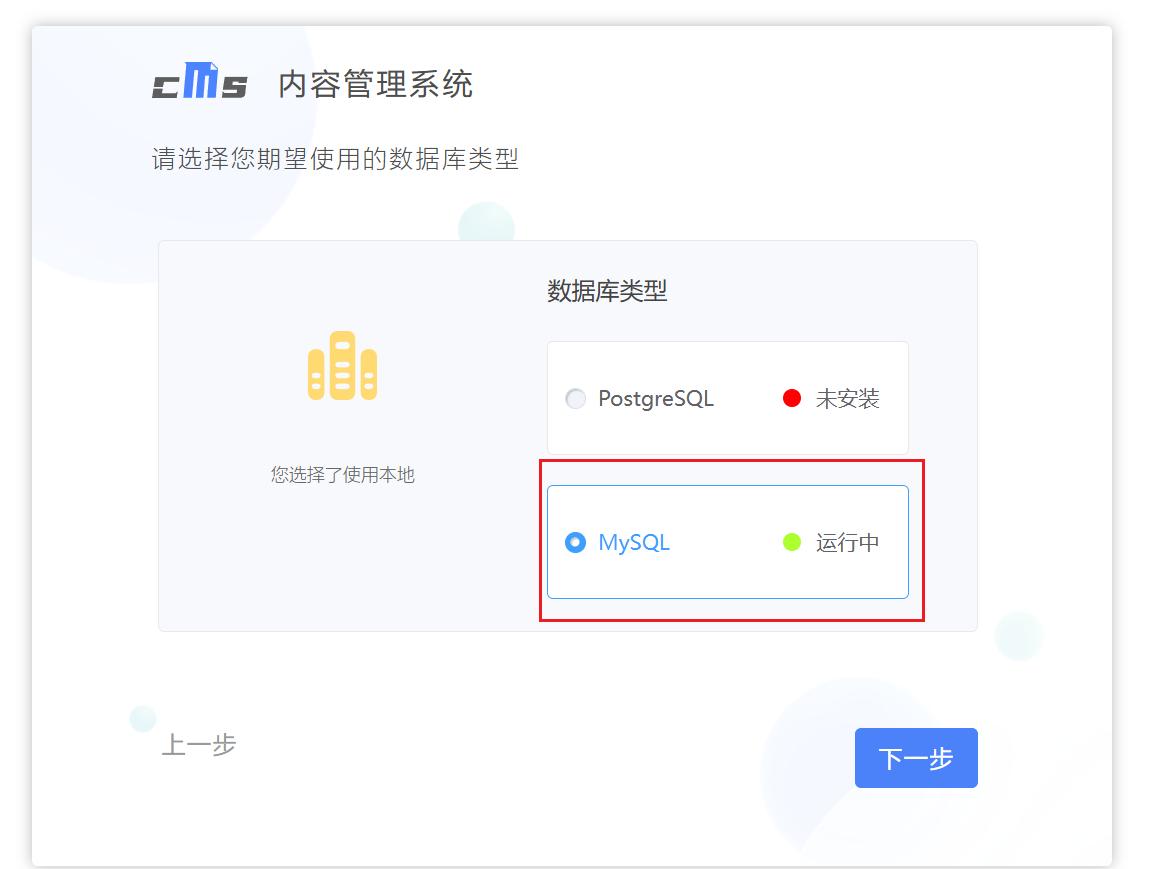 cms 内容管理系统
请选择您期望使用的数据库类型
数据库类型
PostgreSQL 未安装
您选择了使用本地
MySQL 运行中
上一步
下一步